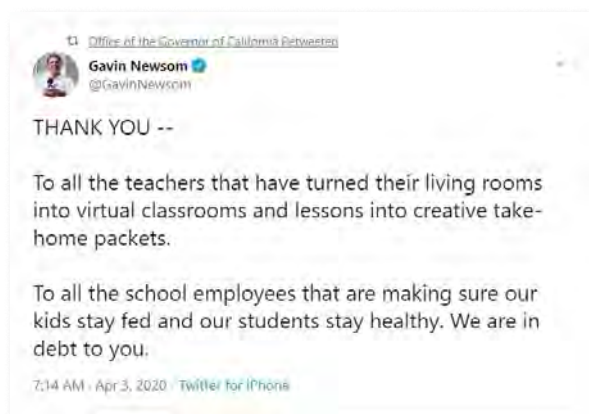 Office of the Governor of California Retweeted
Gavin Newsom
@GavinNewsom
THANK YOU --
To all the teachers that have turned their living rooms
into virtual classrooms and lessons into creative take-
home packets.
To all the school employees that are making sure our
kids stay fed and our students stay healthy. We are in
debt to you.
7:14 AM · Apr 3, 2020 · Twitter for iPhone